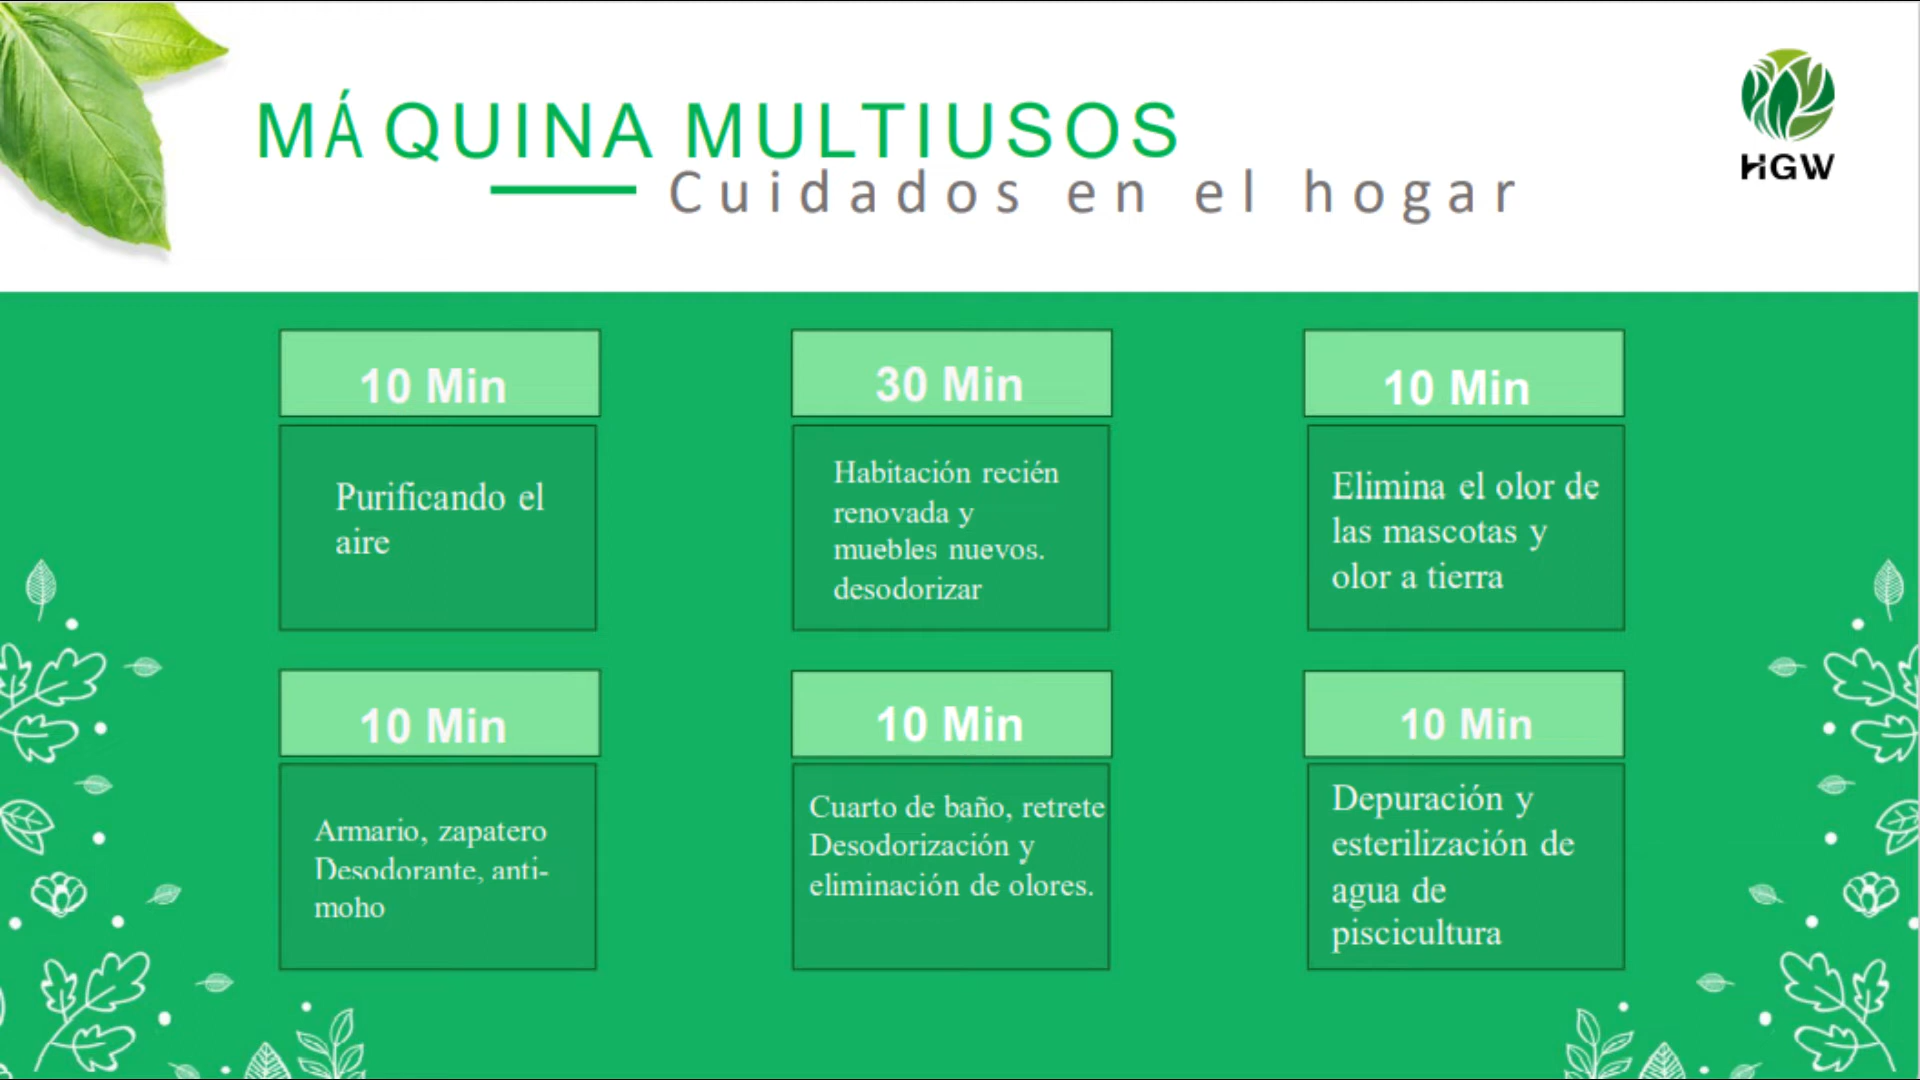 MÁQUINA MULTIUSOS
Cuidados en el hogar
HGW
10 Min
Purificando el
aire
30 Min
Habitación recién
renovada y
muebles nuevos.
desodorizar
10 Min
Elimina el olor de
las mascotas y
olor a tierra
10 Min
Armario, zapatero
Desodorante, anti-
moho
10 Min
Cuarto de baño, retrete
Desodorización y
eliminación de olores.
10 Min
Depuración y
esterilización de
agua de
piscicultura